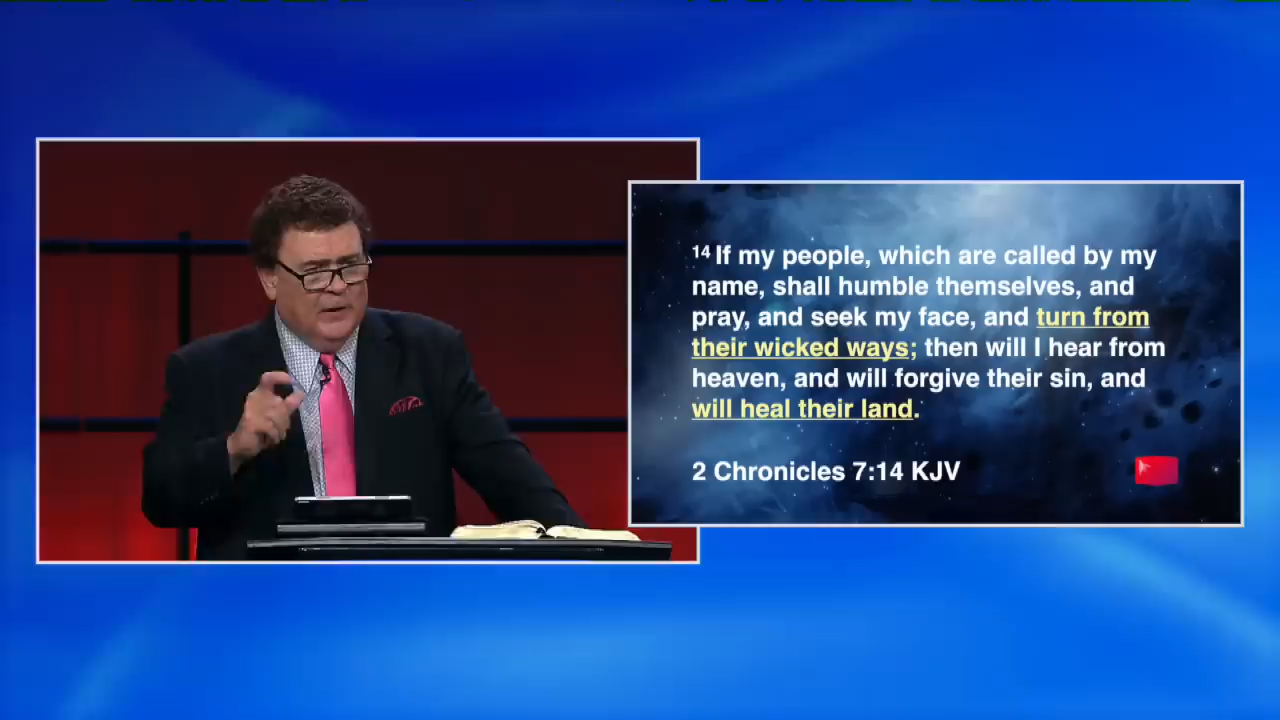 14 If my people, which are called by my
name, shall humble themselves, and
pray, and seek my face, and turn from
their wicked ways; then will I hear from
heaven, and will forgive their sin, and
will heal their land.
2 Chronicles 7:14 KJV